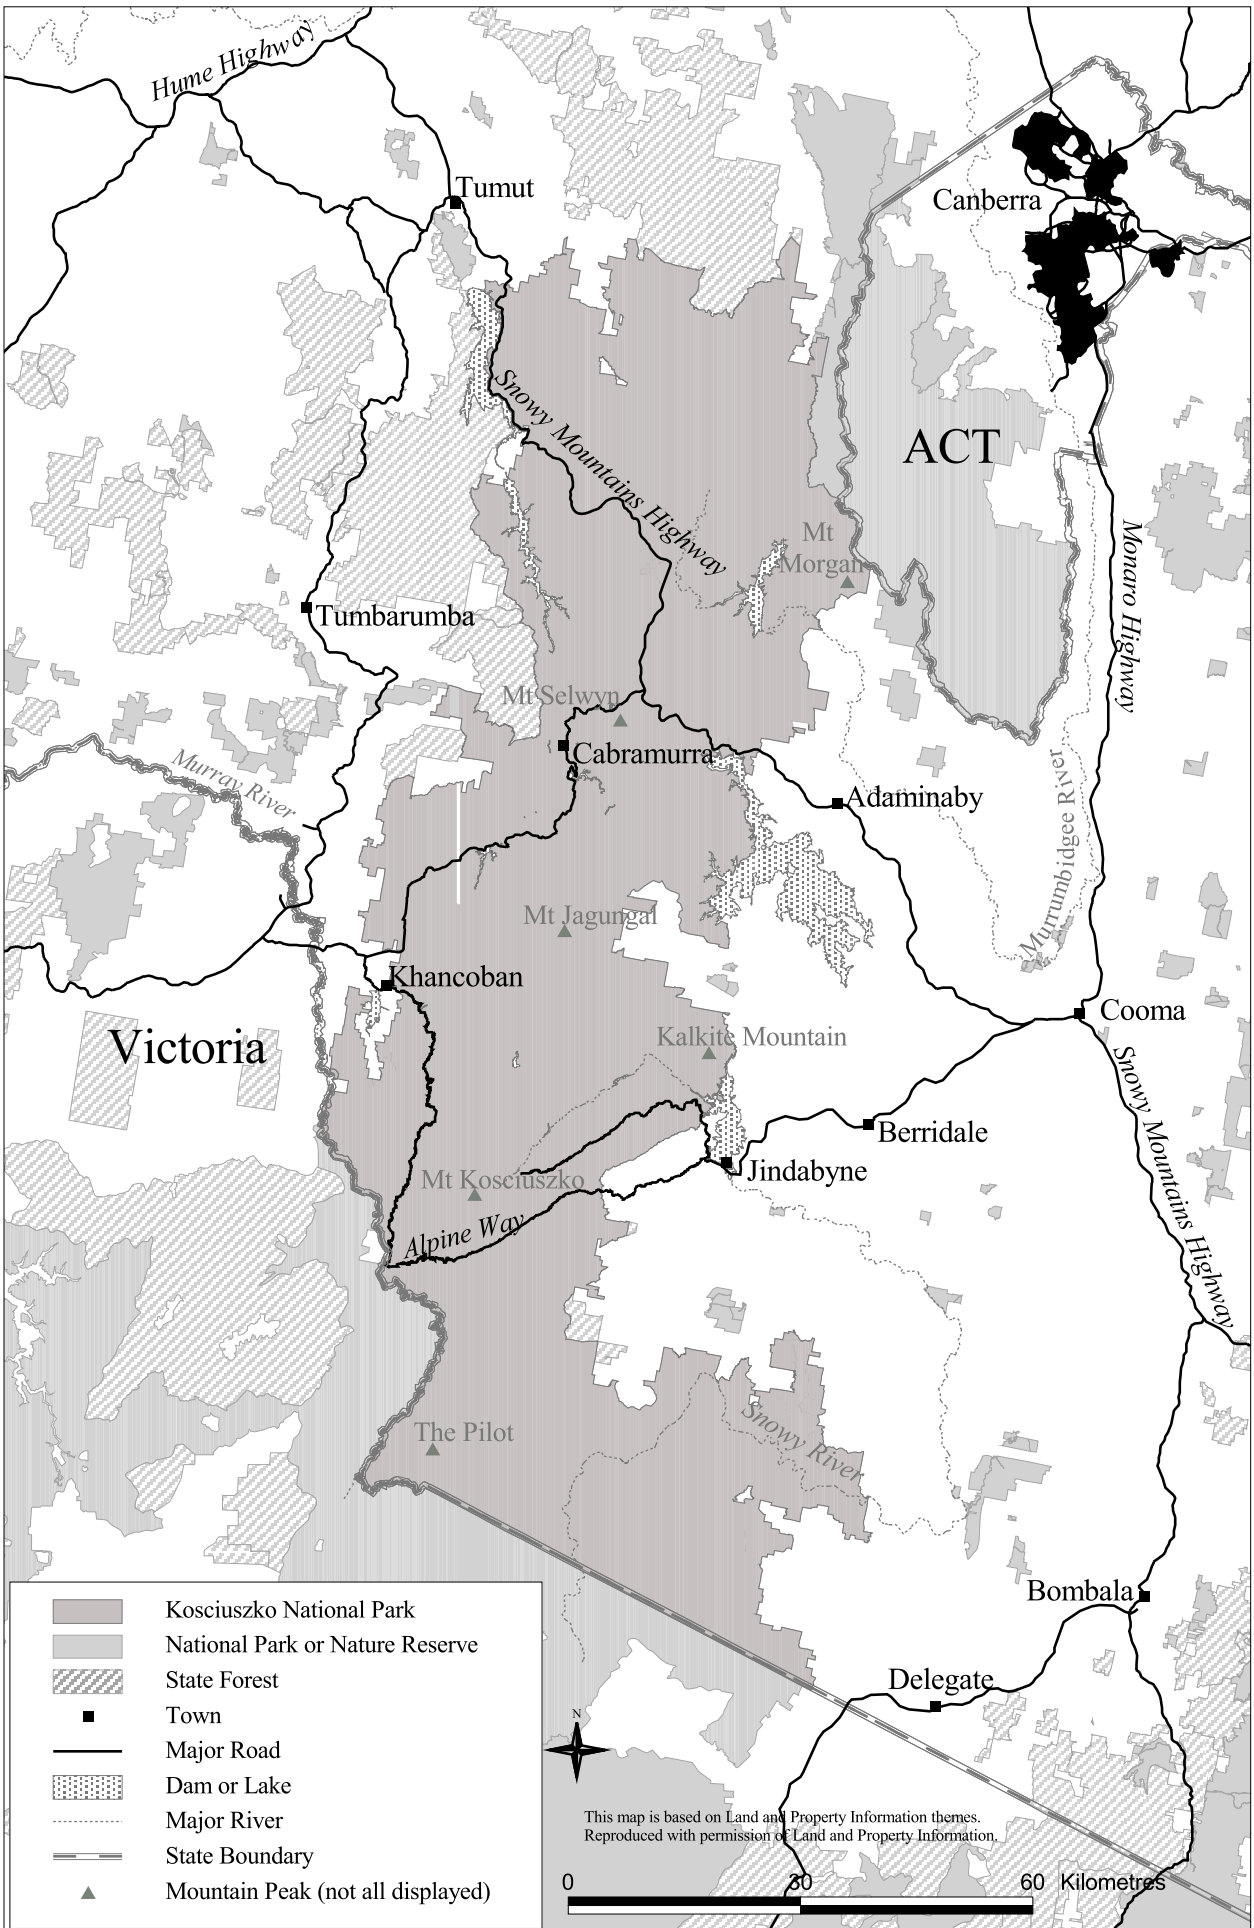 Hume Highway
Tumut
Canberra
Snowy Mountains Highway
ACT
Mt
Morgan
Monaro Highway
Tumbarumba
Mt Selwyn
Cabramurra
Murray River
Adaminaby
Murrumbidgee River
Mt Jagungal
Khancoban
Cooma
Victoria
Kalkite Mountain
Snowy Mountains Highway
Berridale
Jindabyne
Mt Kosciuszko
Alpine Way
The Pilot
Snowy River
Bombala
Delegate
Kosciuszko National Park
National Park or Nature Reserve
State Forest
Town
Major Road
Dam or Lake
Major River
State Boundary
Mountain Peak (not all displayed)
N
This map is based on Land and Property Information themes.
Reproduced with permission of Land and Property Information.
0 30 60 Kilometres